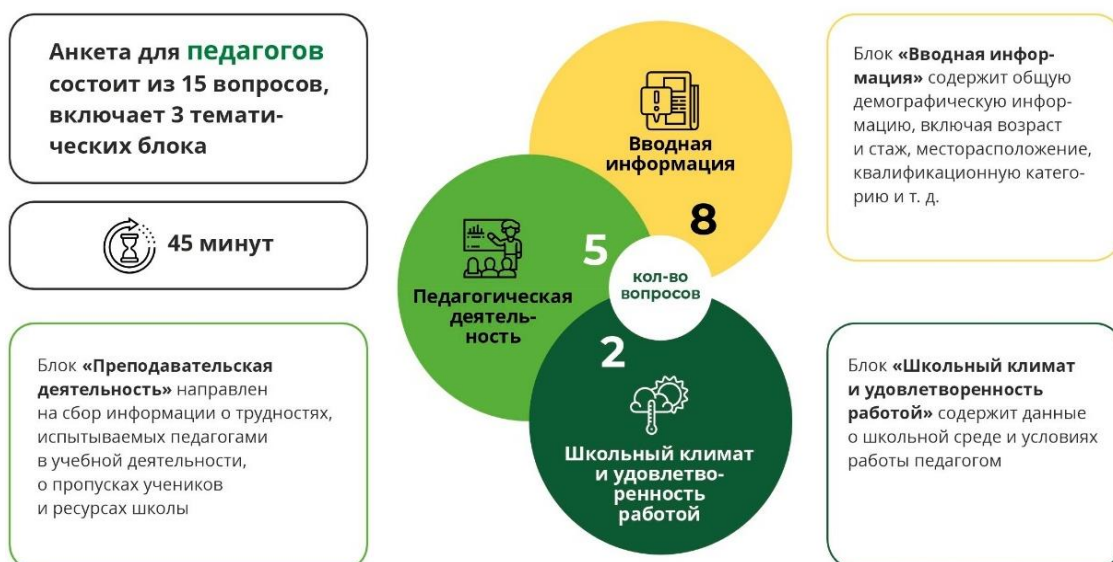 Анкета для педагогов
состоит из 15 вопросов,
включает 3 темати-
ческих блока
45 минут
Блок «Преподавательская
деятельность» направлен
на сбор информации о трудностях,
испытываемых педагогами
в учебной деятельности,
о пропусках учеников
и ресурсах школы
Вводная
информация
8
5
кол-во
вопросов
Педагогическая
деятель-
ность
2
Школьный климат
и удовлетво-
ренность
работой
Блок «Вводная инфор-
мация» содержит общую
демографическую инфор-
мацию, включая возраст
и стаж, месторасположение,
квалификационную катего-
рию и т. д.
Блок «Школьный климат
и удовлетворенность
работой» содержит данные
о школьной среде и условиях
работы педагогом